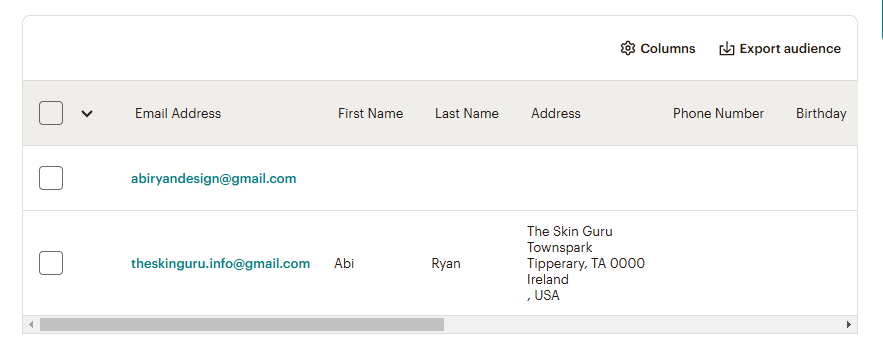 Columns Export audience
Email Address First Name Last Name Address Phone Number Birthday
abiryandesign@gmail.com
theskinguru.info@gmail.com Abi Ryan The Skin Guru
Townspark
Tipperary, TA 0000
Ireland
, USA